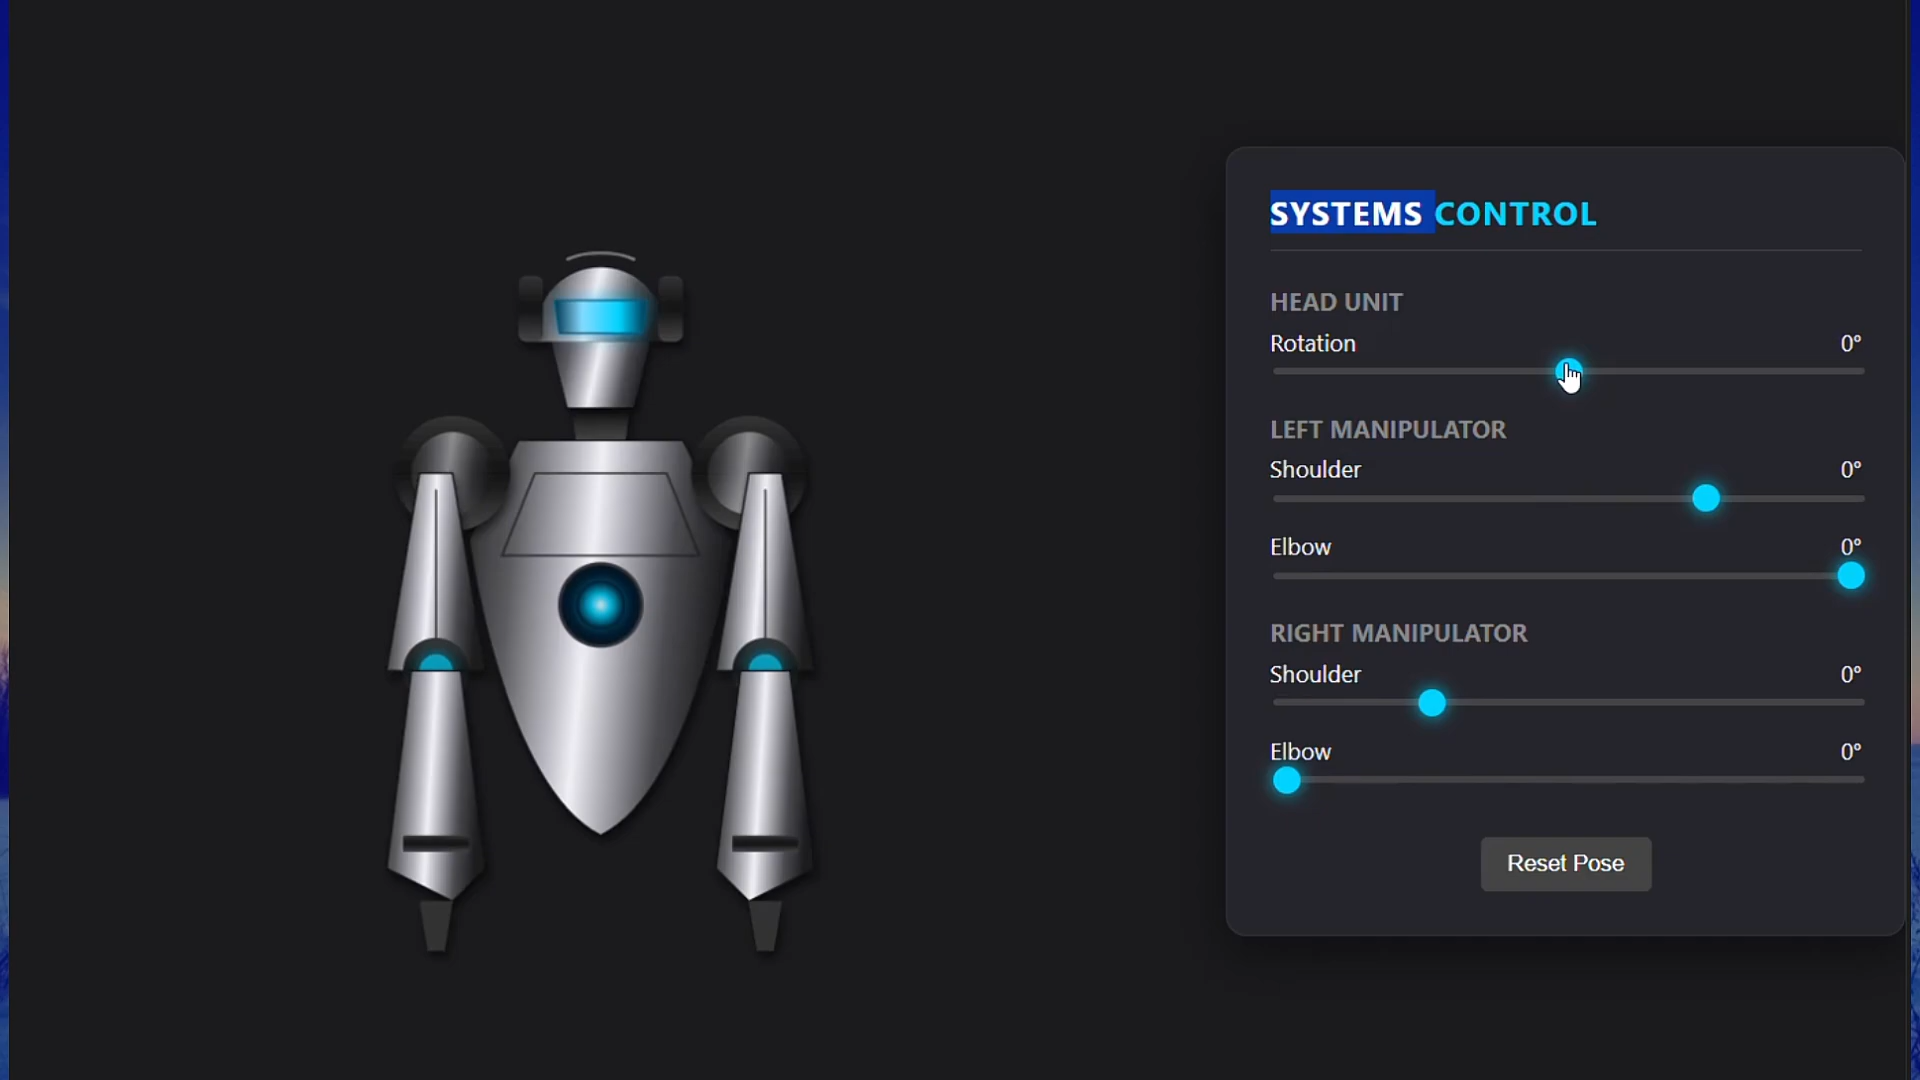 SYSTEMS CONTROL
HEAD UNIT
Rotation 0°
LEFT MANIPULATOR
Shoulder 0°
Elbow 0°
RIGHT MANIPULATOR
Shoulder 0°
Elbow 0°
Reset Pose